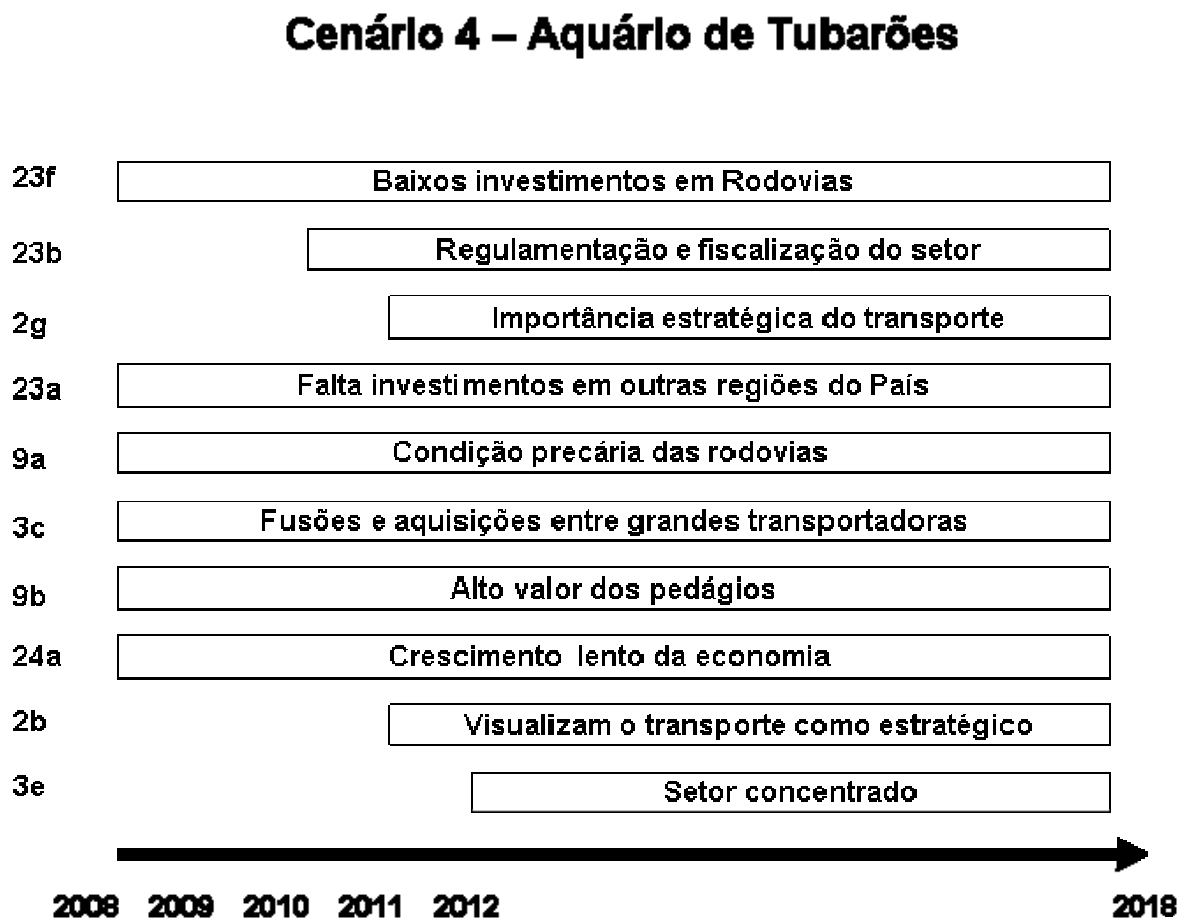 Cenário 4 – Aquário de Tubarões
23f Baixos investimentos em Rodovias
23b Regulamentação e fiscalização do setor
2g Importância estratégica do transporte
23a Falta investimentos em outras regiões do País
9a Condição precária das rodovias
3c Fusões e aquisições entre grandes transportadoras
9b Alto valor dos pedágios
24a Crescimento lento da economia
2b Visualizam o transporte como estratégico
3e Setor concentrado
2008 2009 2010 2011 2012 2018